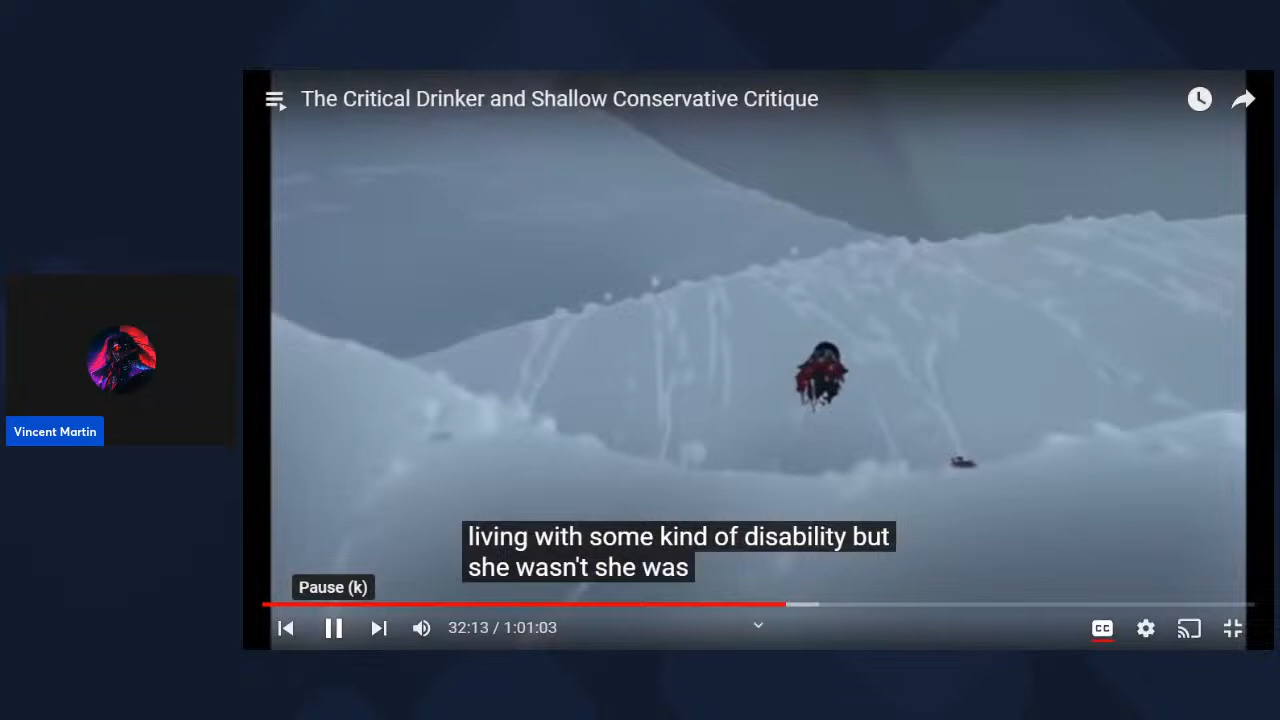 The Critical Drinker and Shallow Conservative Critique
Vincent Martin
living with some kind of disability but
she wasn't she was
Pause (k)
32:13 / 1:01:03
CC